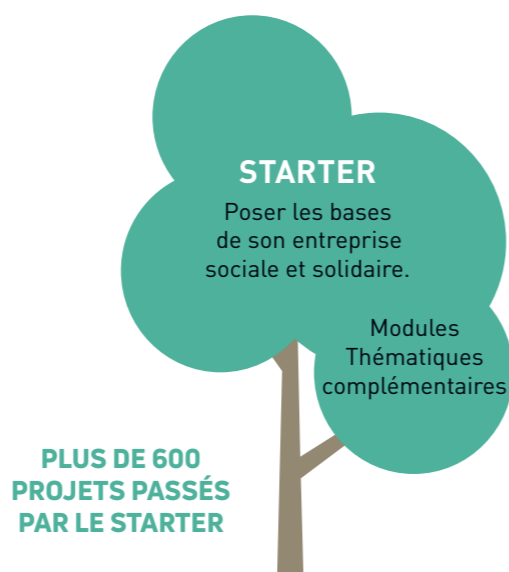 STARTER
Poser les bases
de son entreprise
sociale et solidaire.
Modules
Thématiques
complémentaires
PLUS DE 600
PROJETS PASSÉS
PAR LE STARTER